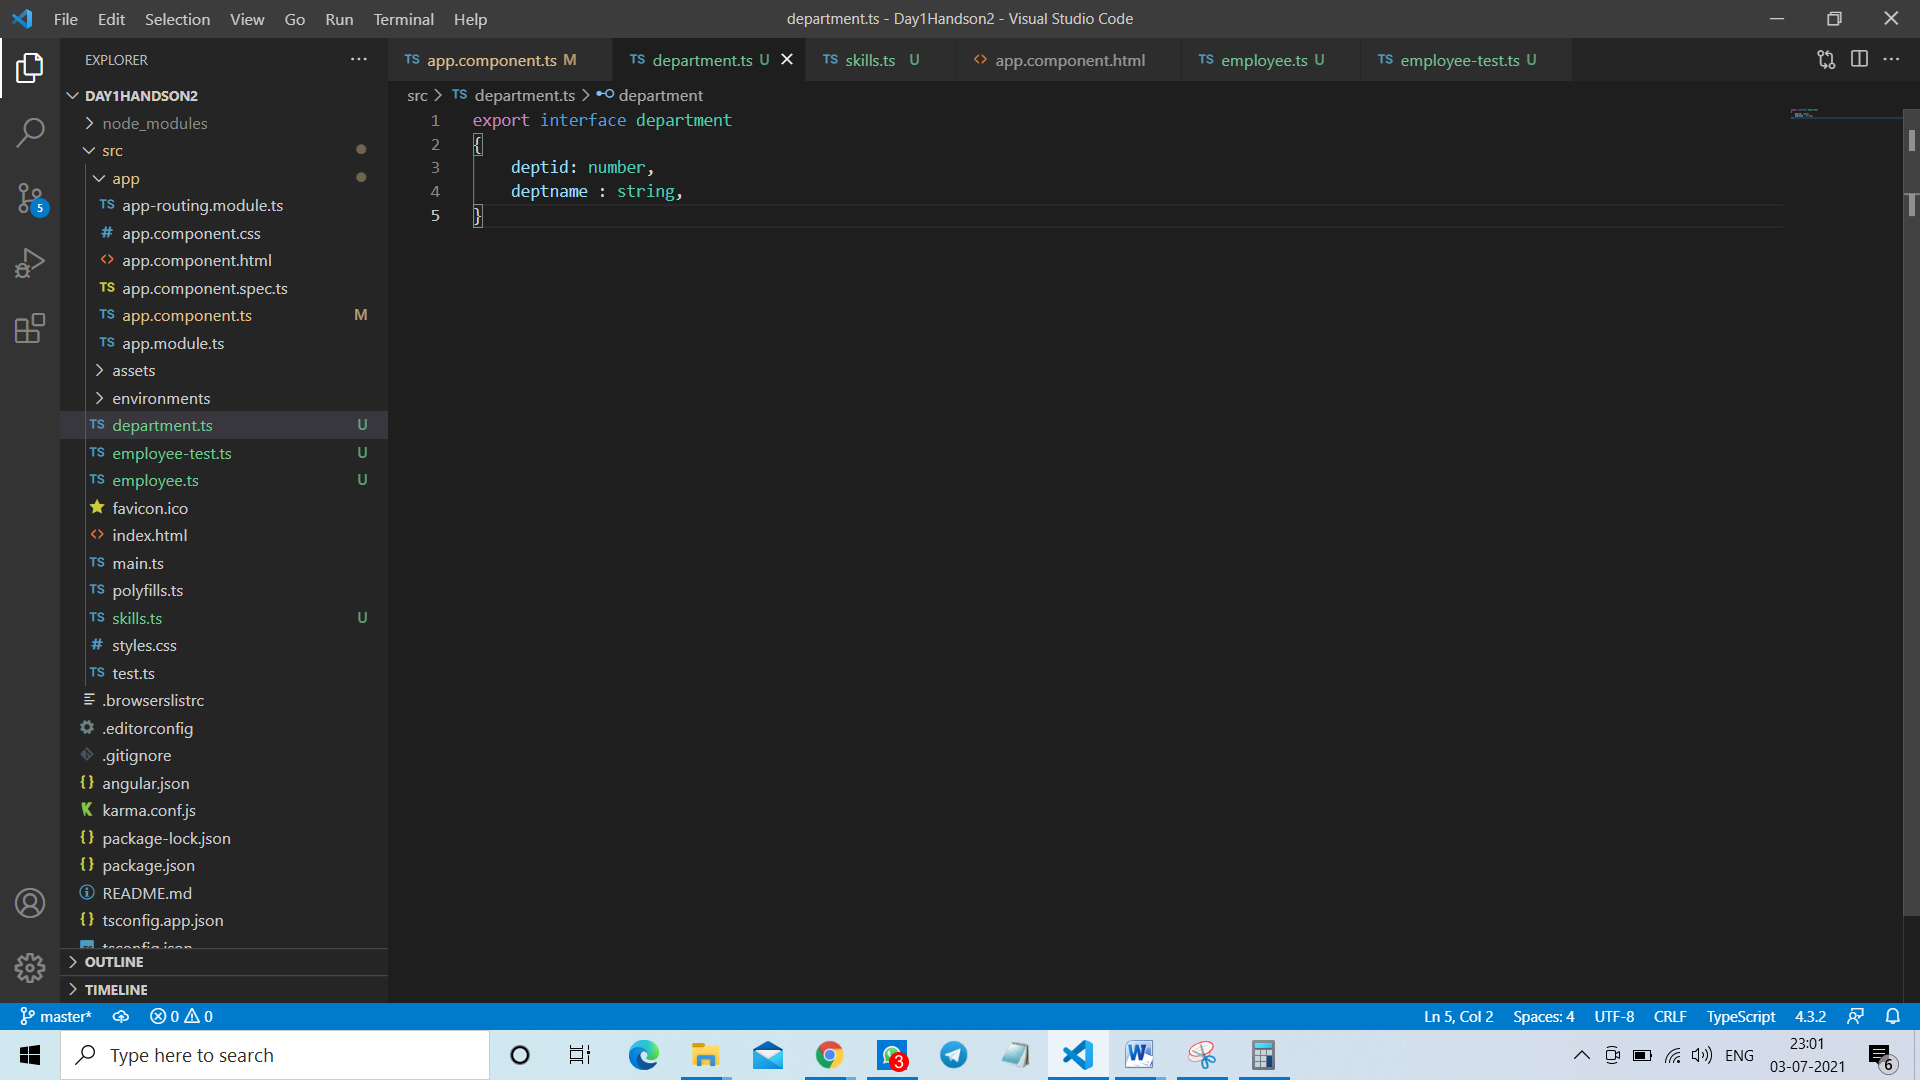 File Edit Selection View Go Run Terminal Help
department.ts - Day1Handson2 - Visual Studio Code
EXPLORER
DAY1HANDSON2
node_modules
src
app
TS app-routing.module.ts
# app.component.css
<> app.component.html
TS app.component.spec.ts
TS app.component.ts M
TS app.module.ts
assets
environments
TS department.ts U
TS employee-test.ts U
TS employee.ts U
favicon.ico
<> index.html
TS main.ts
TS polyfills.ts
TS skills.ts U
# styles.css
TS test.ts
.browserslistrc
.editorconfig
.gitignore
{} angular.json
karma.conf.js
{} package-lock.json
{} package.json
README.md
{} tsconfig.app.json
tsconfig.json
OUTLINE
TIMELINE
TS app.component.ts M TS department.ts U TS skills.ts U <> app.component.html TS employee.ts U TS employee-test.ts U
src > TS department.ts > department
1 export interface department
2 {
3 deptid: number,
4 deptname : string,
5 }
5
master* 0 0
Ln 5, Col 2 Spaces: 4 UTF-8 CRLF TypeScript 4.3.2
Type here to search
3
ENG
23:01
03-07-2021
6